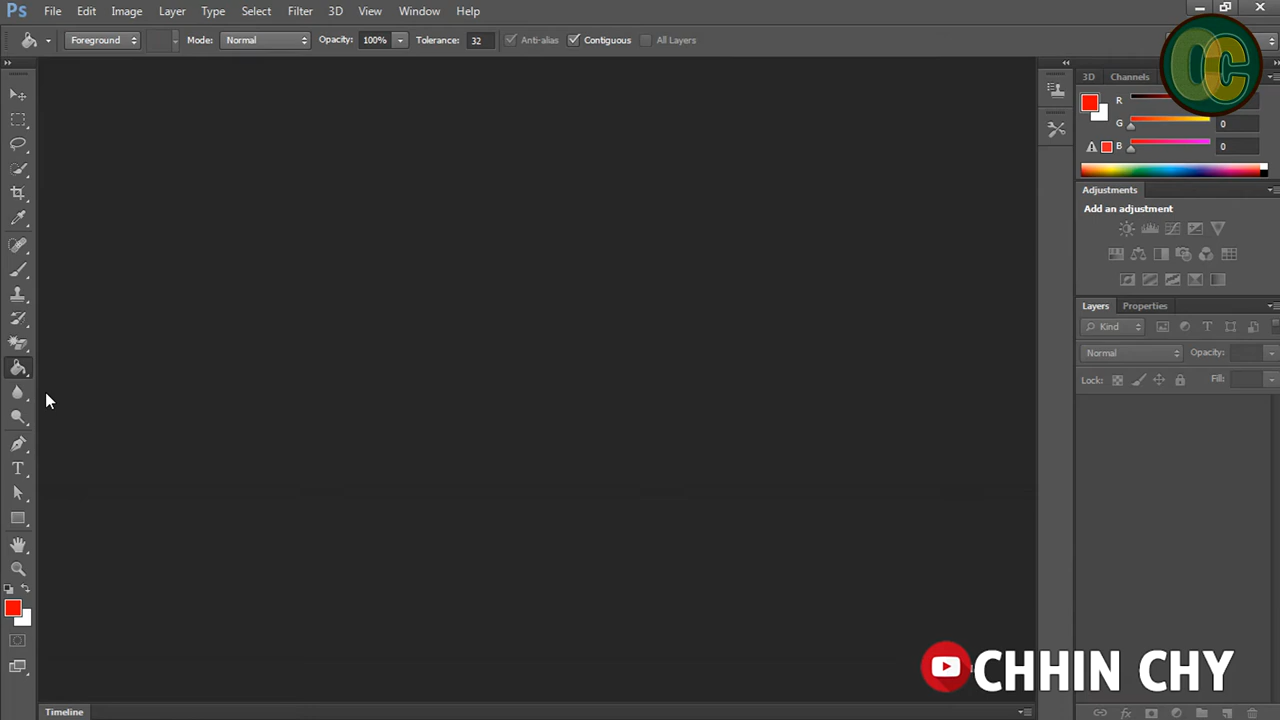 Ps File Edit Image Layer Type Select Filter 3D View Window Help
Foreground Mode: Normal Opacity: 100% Tolerance: 32 Anti-alias Contiguous All Layers
CC
3D Channels
R
G 0
B 0
Adjustments
Add an adjustment
Layers Properties
Kind
Normal Opacity:
Lock: Fill:
T
CHHIN CHY
Timeline
fx